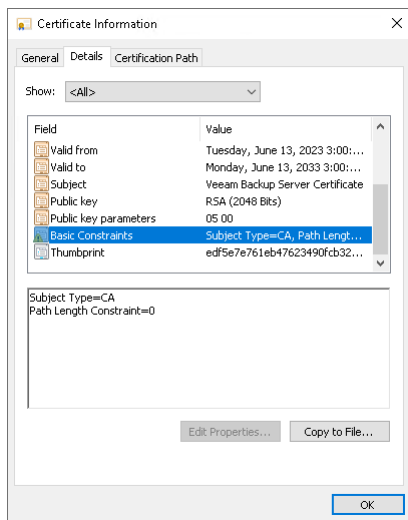 Certificate Information
General Details Certification Path
Show: <All>
Field Value
Valid from Tuesday, June 13, 2023 3:00:...
Valid to Monday, June 13, 2033 3:00:...
Subject Veeam Backup Server Certificate
Public key RSA (2048 Bits)
Public key parameters 05 00
Basic Constraints Subject Type=CA, Path Lengt...
Thumbprint edf5e7e761eb47623490fcb32...
Subject Type=CA
Path Length Constraint=0
Edit Properties... Copy to File...
OK